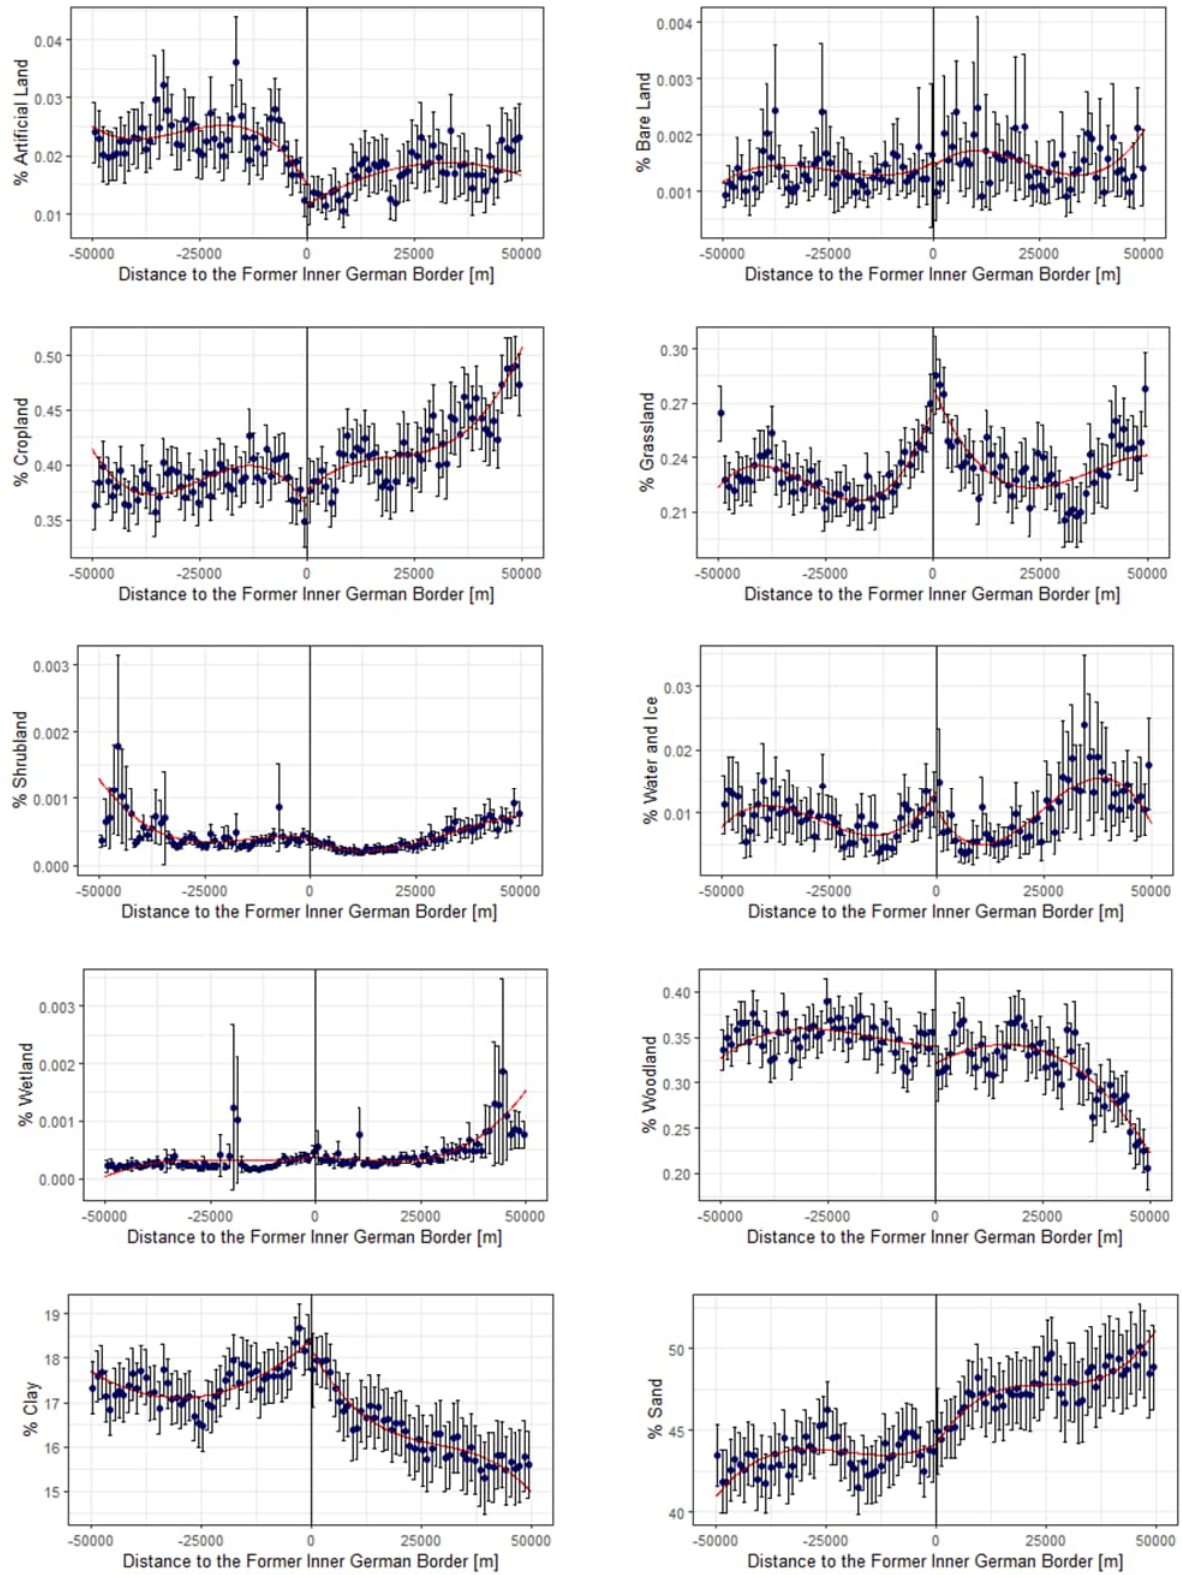 % Artificial Land
0.04
0.03
0.02
0.01
-50000 -25000 0 25000 50000
Distance to the Former Inner German Border [m]
% Bare Land
0.004
0.003
0.002
0.001
-50000 -25000 0 25000 50000
Distance to the Former Inner German Border [m]
% Cropland
0.50
0.45
0.40
0.35
-50000 -25000 0 25000 50000
Distance to the Former Inner German Border [m]
% Grassland
0.30
0.27
0.24
0.21
-50000 -25000 0 25000 50000
Distance to the Former Inner German Border [m]
% Shrubland
0.003
0.002
0.001
0.000
-50000 -25000 0 25000 50000
Distance to the Former Inner German Border [m]
% Water and Ice
0.03
0.02
0.01
-50000 -25000 0 25000 50000
Distance to the Former Inner German Border [m]
% Wetland
0.003
0.002
0.001
0.000
-50000 -25000 0 25000 50000
Distance to the Former Inner German Border [m]
% Woodland
0.40
0.35
0.30
0.25
0.20
-50000 -25000 0 25000 50000
Distance to the Former Inner German Border [m]
% Clay
19
18
17
16
15
-50000 -25000 0 25000 50000
Distance to the Former Inner German Border [m]
% Sand
50
45
40
-50000 -25000 0 25000 50000
Distance to the Former Inner German Border [m]